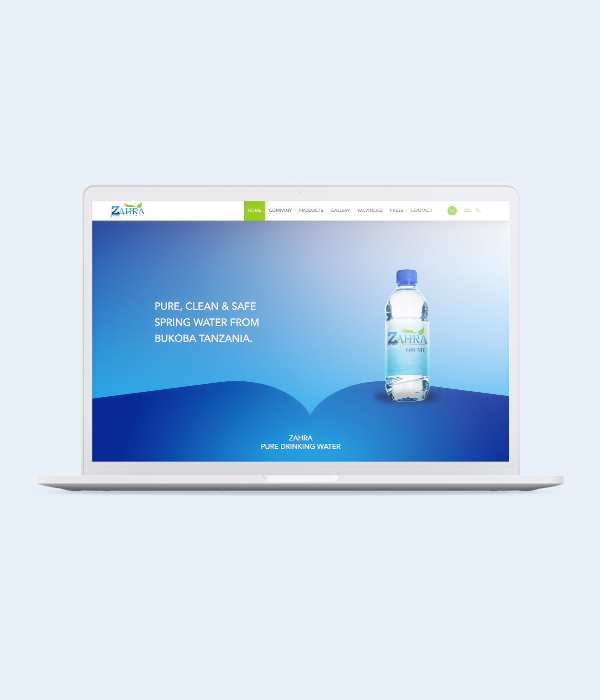 ZAHRA
HOME COMPANY PRODUCTS GALLERY VACANCIES PRESS CONTACT
PURE, CLEAN & SAFE
SPRING WATER FROM
BUKOBA TANZANIA.
ZAHRA
ZAHRA
PURE DRINKING WATER